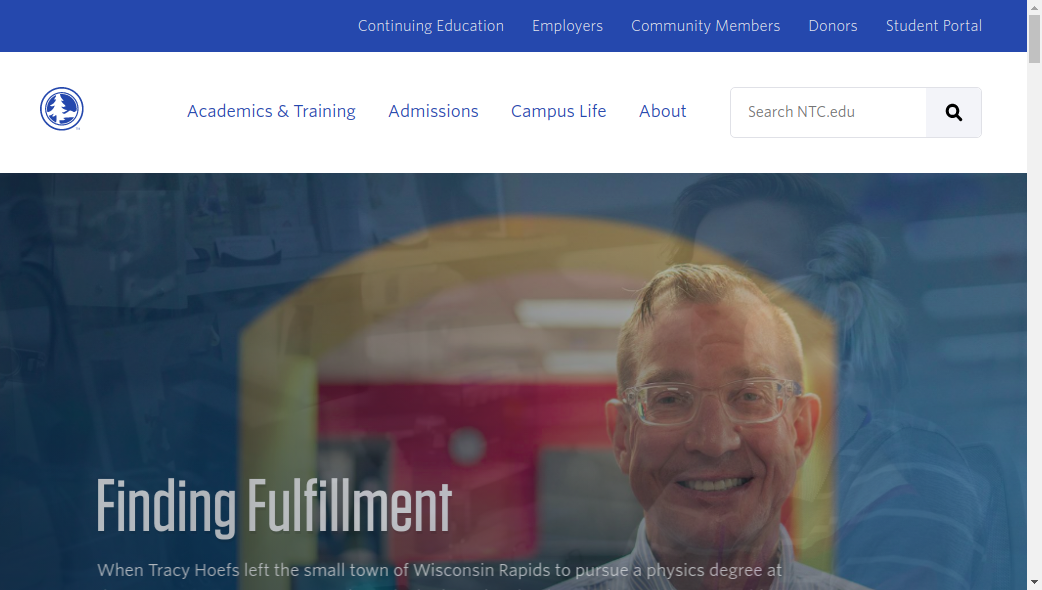 Continuing Education Employers Community Members Donors Student Portal
Academics & Training Admissions Campus Life About Search NTC.edu
Finding Fulfillment
When Tracy Hoefs left the small town of Wisconsin Rapids to pursue a physics degree at